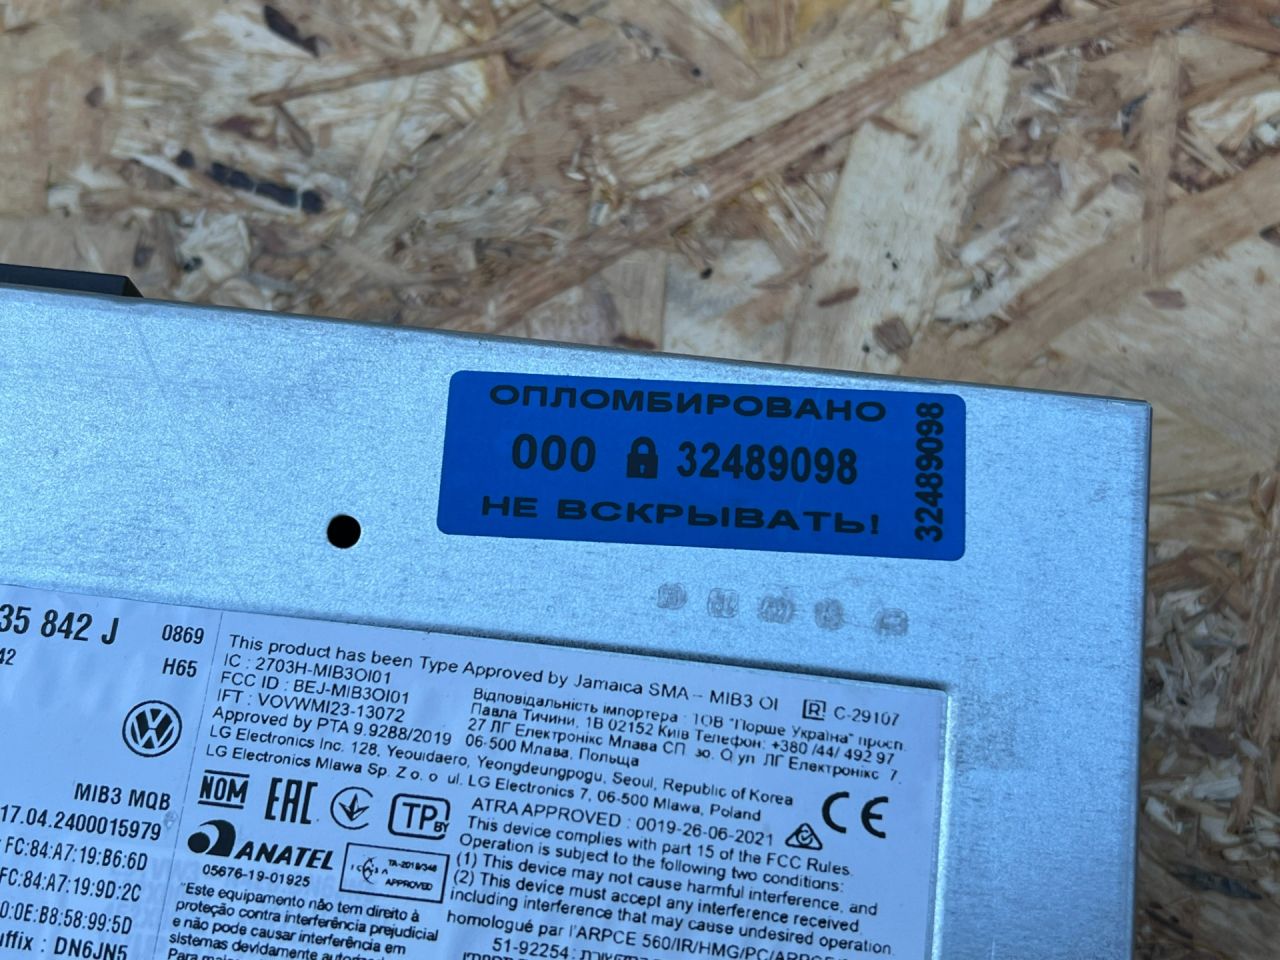 ОПЛОМБИРОВАНО
000 32489098
НЕ ВСКРЫВАТЬ!
32489098
35 842 J
0869
42
H65
VW
MIB3 MQB
17.04.2400015979
FC:84:A7:19:B6:6D
FC:84:A7:19:9D:2C
0:0E:B8:58:99:5D
uffix : DN6JN5
This product has been Type Approved by Jamaica SMA – MIB3 OI
IC : 2703H-MIB3OI01
FCC ID : BEJ-MIB3OI01
IFT : VOVWMI23-13072
Approved by PTA 9.9288/2019
R C-29107
Відповідальність імпортера : ТОВ "Порше Україна" просп.
Павла Тичини, 1В 02152 Київ Телефон: +380 /44/ 492 97
27 ЛГ Електронікс Млава СП. зо. О ул. ЛГ Електронікс 7,
06-500 Млава, Польща
LG Electronics Inc. 128, Yeouidaero, Yeongdeungpogu, Seoul, Republic of Korea
LG Electronics Mlawa Sp. Z o. o ul. LG Electronics 7, 06-500 Mlawa, Poland
NOM EAC TP BY
CE
ATRA APPROVED : 0019-26-06-2021
This device complies with part 15 of the FCC Rules.
Operation is subject to the following two conditions:
(1) This device may not cause harmful interference, and
(2) This device must accept any interference received
including interference that may cause undesired operation.
homologué par l'ARPCE 560/IR/HMG/PC/ARPCE
51-92254 :
ANATEL
05676-19-01925
TA-2019/348
APPROVED
"Este equipamento não tem direito à
proteção contra interferência prejudicial
e não pode causar interferência em
sistemas devidamente autorizados